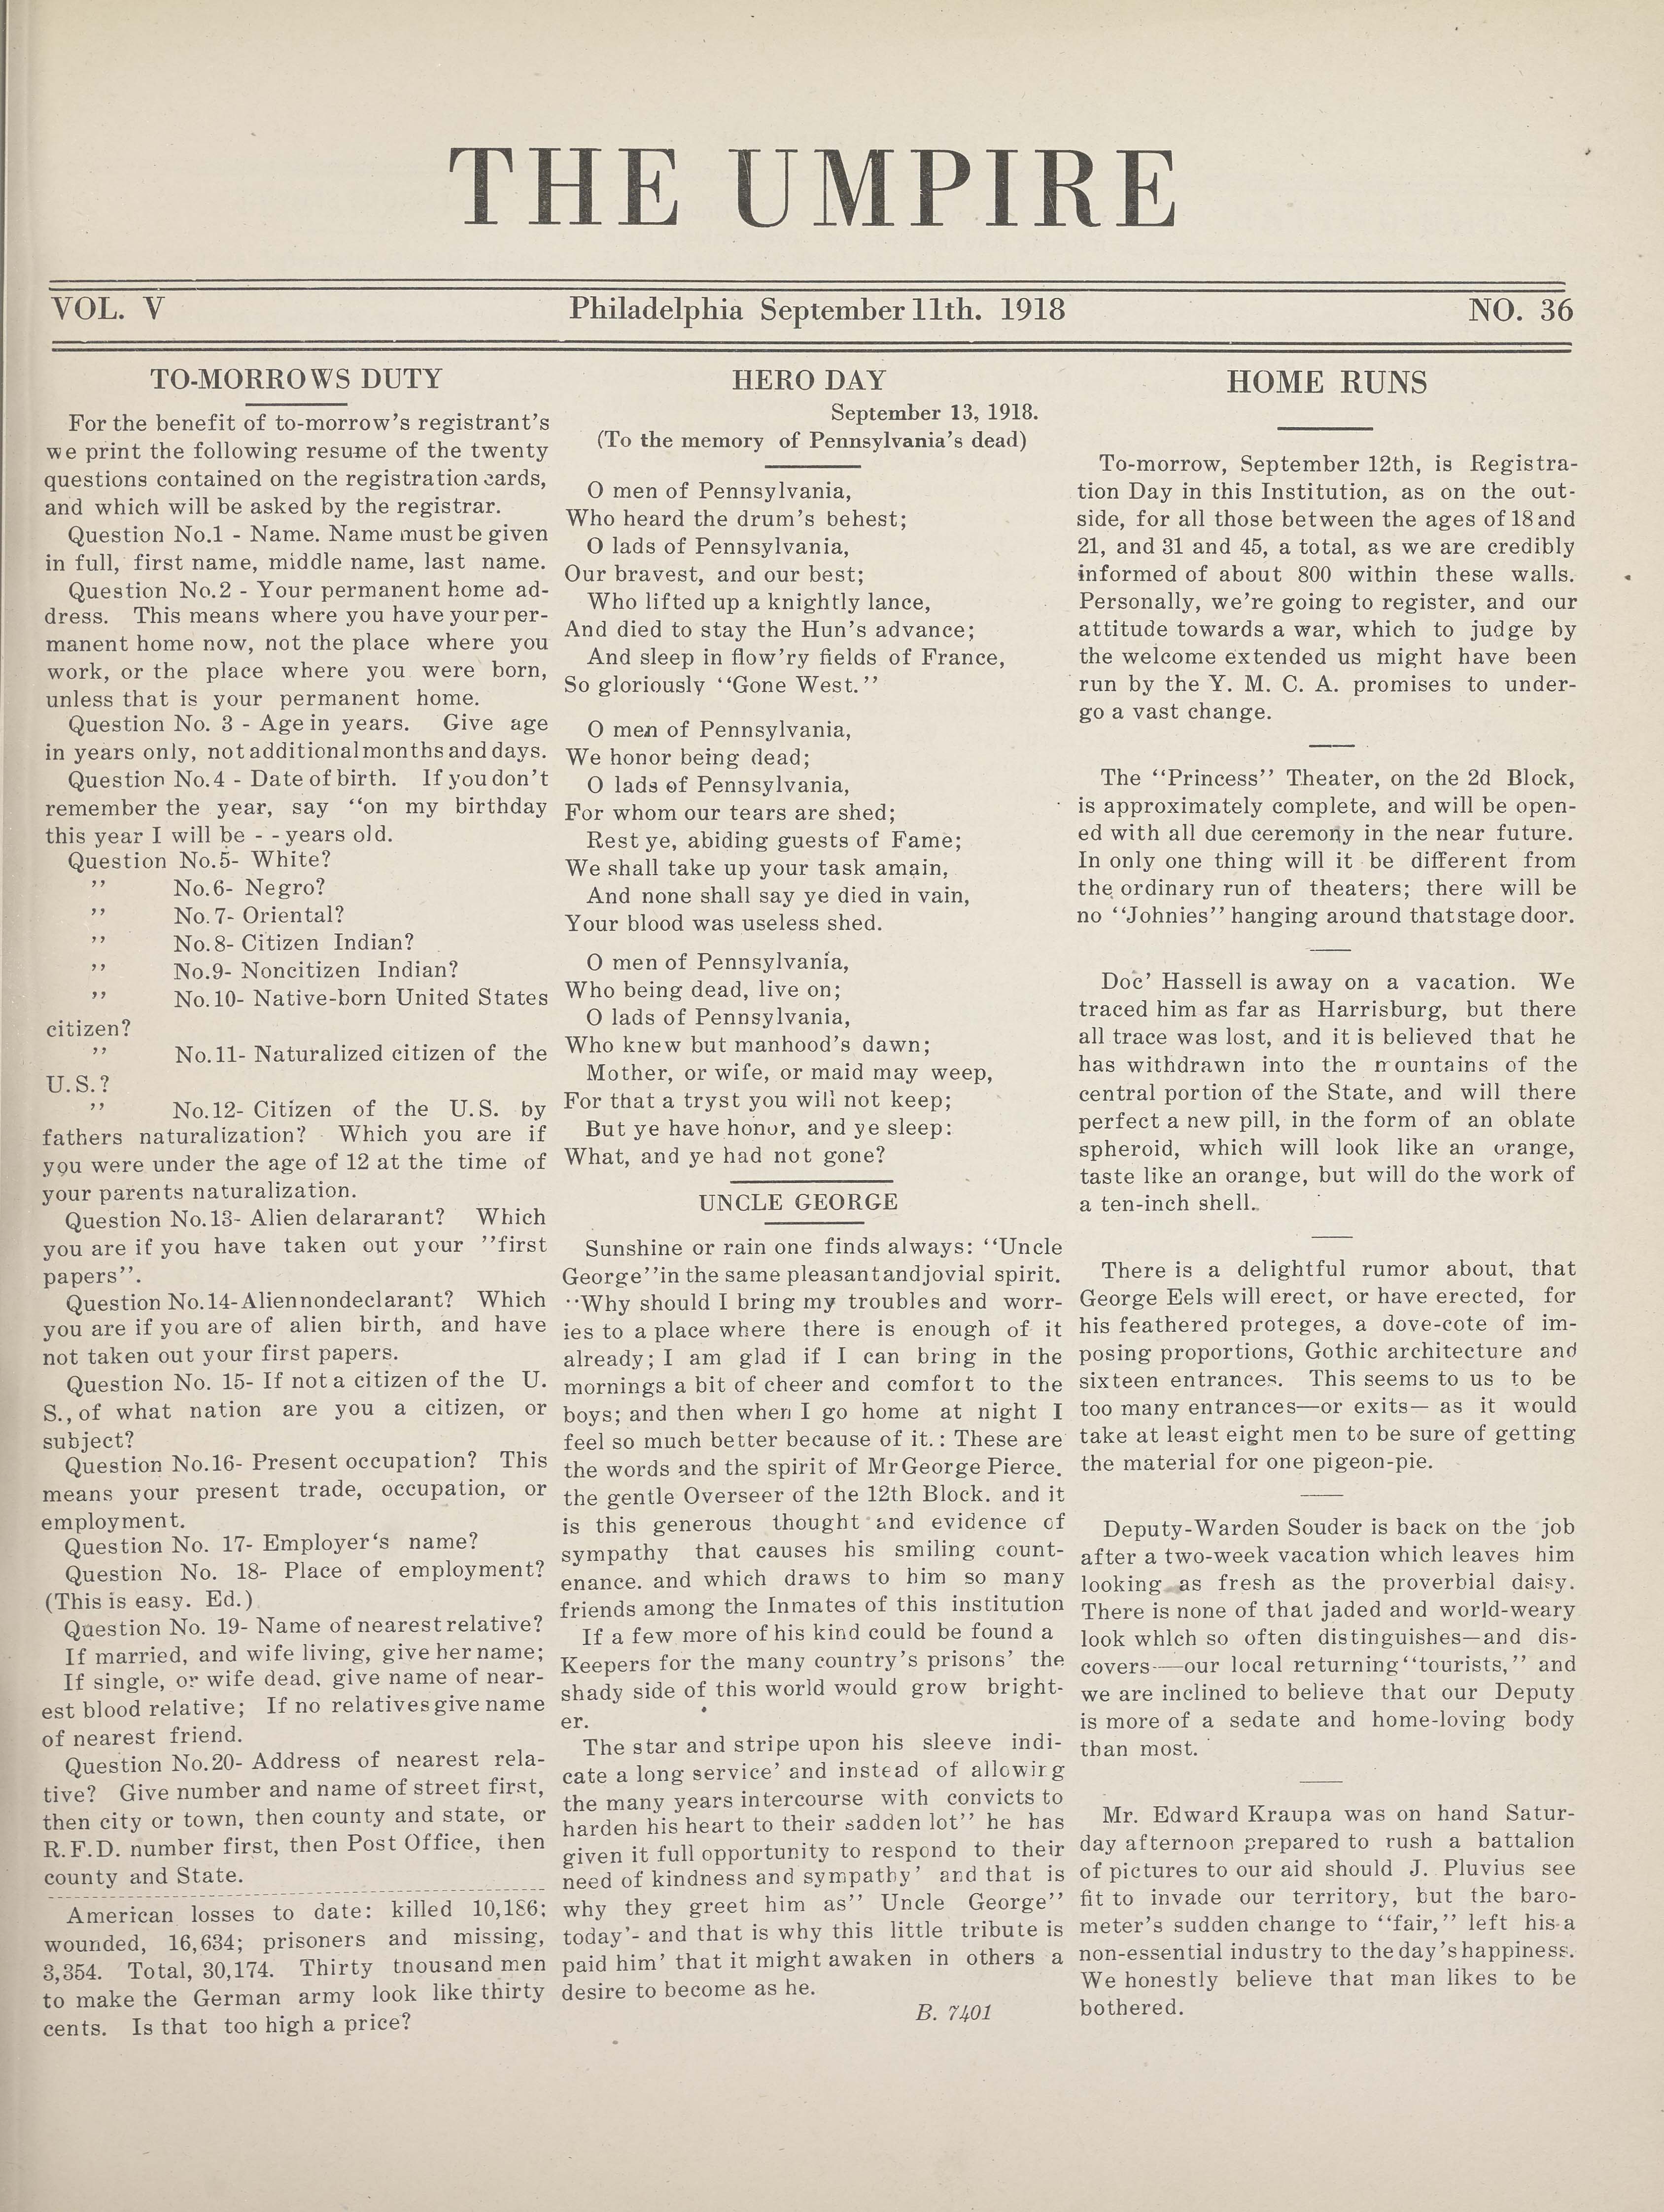 THE UMPIRE
VOL. V Philadelphia September 11th. 1918 NO. 36
TO-MORROWS DUTY
For the benefit of to-morrow's registrant's
we print the following resume of the twenty
questions contained on the registration cards,
and which will be asked by the registrar.
Question No.1 - Name. Name must be given
in full, first name, middle name, last name.
Question No.2 - Your permanent home ad-
dress. This means where you have your per-
manent home now, not the place where you
work, or the place where you were born,
unless that is your permanent home.
Question No. 3 - Age in years. Give age
in years only, not additional months and days.
Question No.4 - Date of birth. If you don't
remember the year, say "on my birthday
this year I will be - - years old.
Question No.5- White?
" No.6- Negro?
" No.7- Oriental?
" No.8- Citizen Indian?
" No.9- Noncitizen Indian?
" No.10- Native-born United States
citizen?
" No.11- Naturalized citizen of the
U.S.?
" No.12- Citizen of the U.S. by
fathers naturalization? Which you are if
you were under the age of 12 at the time of
your parents naturalization.
Question No.13- Alien delararant? Which
you are if you have taken out your "first
papers".
Question No.14- Alien nondeclarant? Which
you are if you are of alien birth, and have
not taken out your first papers.
Question No. 15- If not a citizen of the U.
S., of what nation are you a citizen, or
subject?
Question No.16- Present occupation? This
means your present trade, occupation, or
employment.
Question No. 17- Employer's name?
Question No. 18- Place of employment?
(This is easy. Ed.)
Question No. 19- Name of nearest relative?
If married, and wife living, give her name;
If single, or wife dead, give name of near-
est blood relative; If no relatives give name
of nearest friend.
Question No.20- Address of nearest rela-
tive? Give number and name of street first,
then city or town, then county and state, or
R.F.D. number first, then Post Office, then
county and State.
American losses to date: killed 10,186;
wounded, 16,634; prisoners and missing,
3,354. Total, 30,174. Thirty tnousand men
to make the German army look like thirty
cents. Is that too high a price?
HERO DAY
September 13, 1918.
(To the memory of Pennsylvania's dead)
O men of Pennsylvania,
Who heard the drum's behest;
O lads of Pennsylvania,
Our bravest, and our best;
Who lifted up a knightly lance,
And died to stay the Hun's advance;
And sleep in flow'ry fields of France,
So gloriously "Gone West."
O men of Pennsylvania,
We honor being dead;
O lads of Pennsylvania,
For whom our tears are shed;
Rest ye, abiding guests of Fame;
We shall take up your task amain,
And none shall say ye died in vain,
Your blood was useless shed.
O men of Pennsylvania,
Who being dead, live on;
O lads of Pennsylvania,
Who knew but manhood's dawn;
Mother, or wife, or maid may weep,
For that a tryst you will not keep;
But ye have honor, and ye sleep:
What, and ye had not gone?
UNCLE GEORGE
Sunshine or rain one finds always: "Uncle
George"in the same pleasant and jovial spirit.
"Why should I bring my troubles and worr-
ies to a place where there is enough of it
already; I am glad if I can bring in the
mornings a bit of cheer and comfort to the
boys; and then when I go home at night I
feel so much better because of it.: These are
the words and the spirit of Mr George Pierce.
the gentle Overseer of the 12th Block. and it
is this generous thought and evidence of
sympathy that causes his smiling count-
enance. and which draws to him so many
friends among the Inmates of this institution
If a few more of his kind could be found a
Keepers for the many country's prisons' the
shady side of this world would grow bright-
er.
The star and stripe upon his sleeve indi-
cate a long service' and instead of allowirg
the many years intercourse with convicts to
harden his heart to their sadden lot" he has
given it full opportunity to respond to their
need of kindness and sympathy' and that is
why they greet him as" Uncle George"
today'- and that is why this little tribute is
paid him' that it might awaken in others a
desire to become as he.
B. 7401
HOME RUNS
To-morrow, September 12th, is Registra-
tion Day in this Institution, as on the out-
side, for all those between the ages of 18 and
21, and 31 and 45, a total, as we are credibly
informed of about 800 within these walls.
Personally, we're going to register, and our
attitude towards a war, which to judge by
the welcome extended us might have been
run by the Y. M. C. A. promises to under-
go a vast change.
The "Princess" Theater, on the 2d Block,
is approximately complete, and will be open-
ed with all due ceremony in the near future.
In only one thing will it be different from
the ordinary run of theaters; there will be
no "Johnies" hanging around that stage door.
Doc' Hassell is away on a vacation. We
traced him as far as Harrisburg, but there
all trace was lost, and it is believed that he
has withdrawn into the mountains of the
central portion of the State, and will there
perfect a new pill, in the form of an oblate
spheroid, which will look like an orange,
taste like an orange, but will do the work of
a ten-inch shell.
There is a delightful rumor about, that
George Eels will erect, or have erected, for
his feathered proteges, a dove-cote of im-
posing proportions, Gothic architecture and
sixteen entrances. This seems to us to be
too many entrances—or exits— as it would
take at least eight men to be sure of getting
the material for one pigeon-pie.
Deputy-Warden Souder is back on the job
after a two-week vacation which leaves him
looking as fresh as the proverbial daisy.
There is none of that jaded and world-weary
look whlch so often distinguishes—and dis-
covers—our local returning "tourists," and
we are inclined to believe that our Deputy
is more of a sedate and home-loving body
than most.
Mr. Edward Kraupa was on hand Satur-
day afternoon prepared to rush a battalion
of pictures to our aid should J. Pluvius see
fit to invade our territory, but the baro-
meter's sudden change to "fair," left his a
non-essential industry to the day's happiness.
We honestly believe that man likes to be
bothered.